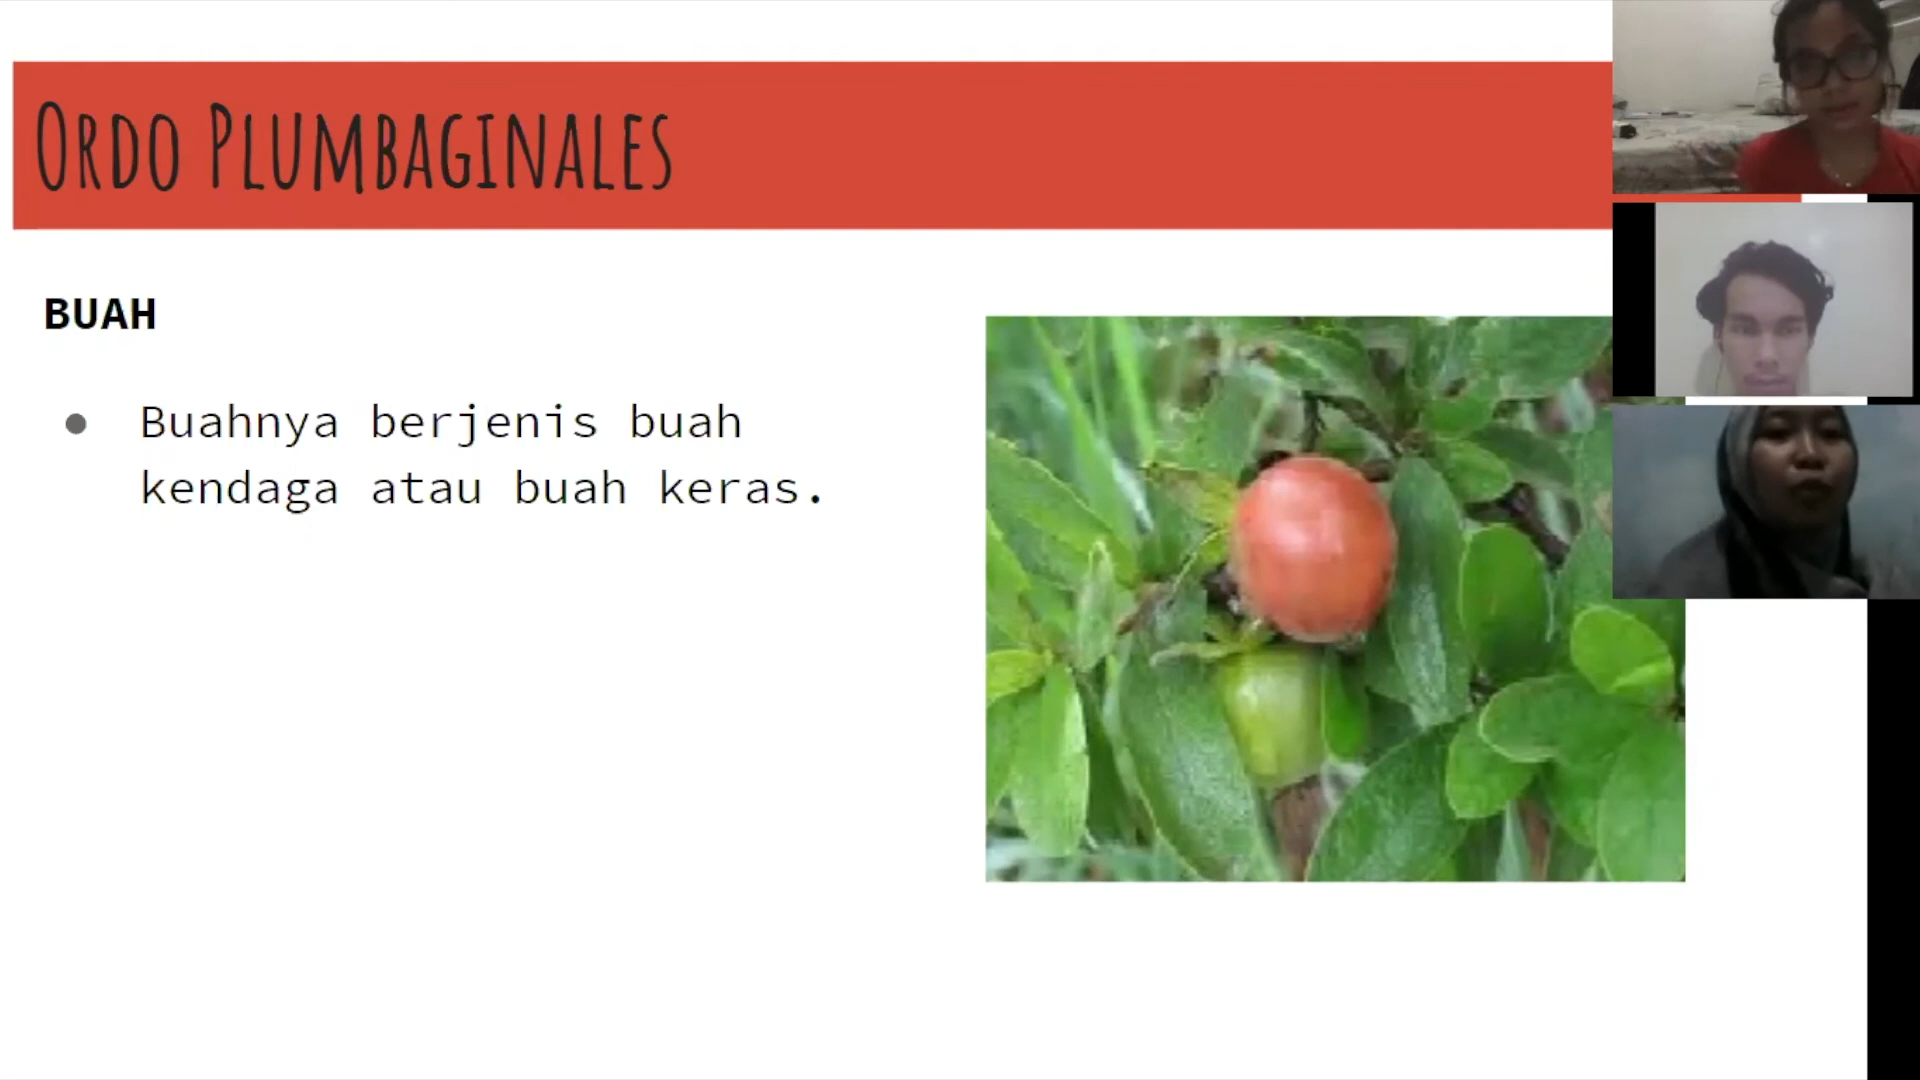 ORDO PLUMBAGINALES
BUAH
● Buahnya berjenis buah
kendaga atau buah keras.